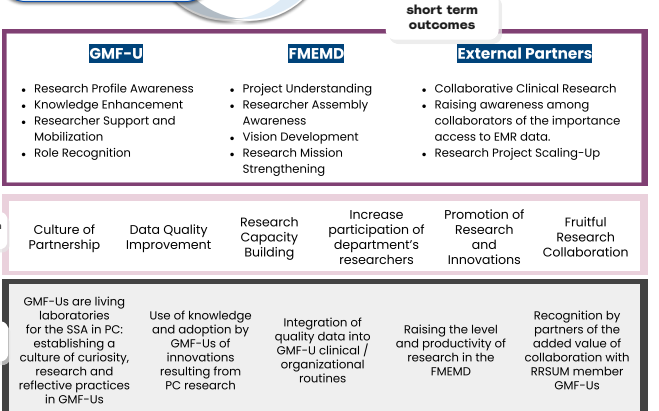 short term
outcomes
GMF-U
FMEMD
External Partners
• Research Profile Awareness
• Knowledge Enhancement
• Researcher Support and
Mobilization
• Role Recognition
• Project Understanding
• Researcher Assembly
Awareness
• Vision Development
• Research Mission
Strengthening
• Collaborative Clinical Research
• Raising awareness among
collaborators of the importance
access to EMR data.
• Research Project Scaling-Up
Culture of
Partnership
Data Quality
Improvement
Research
Capacity
Building
Increase
participation of
department's
researchers
Promotion of
Research
and
Innovations
Fruitful
Research
Collaboration
GMF-Us are living
laboratories
for the SSA in PC:
establishing a
culture of curiosity,
research and
reflective practices
in GMF-Us
Use of knowledge
and adoption by
GMF-Us of
innovations
resulting from
PC research
Integration of
quality data into
GMF-U clinical /
organizational
routines
Raising the level
and productivity of
research in the
FMEMD
Recognition by
partners of the
added value of
collaboration with
RRSUM member
GMF-Us